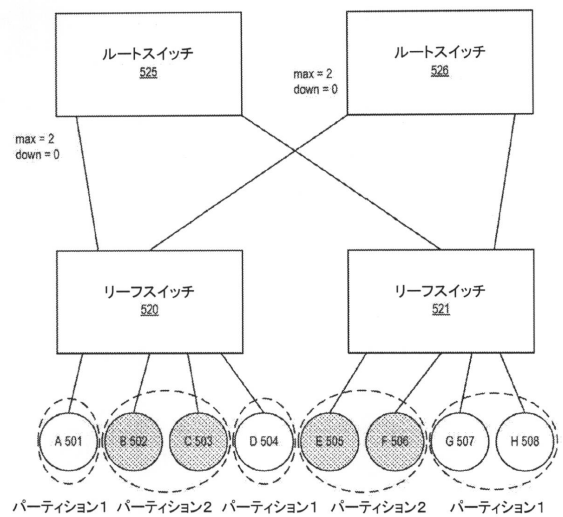 ルートスイッチ
525
ルートスイッチ
526
max = 2
down = 0
max = 2
down = 0
リーフスイッチ
520
リーフスイッチ
521
A 501
B 502
C 503
D 504
E 505
F 506
G 507
H 508
パーティション1 パーティション2 パーティション1 パーティション2 パーティション1